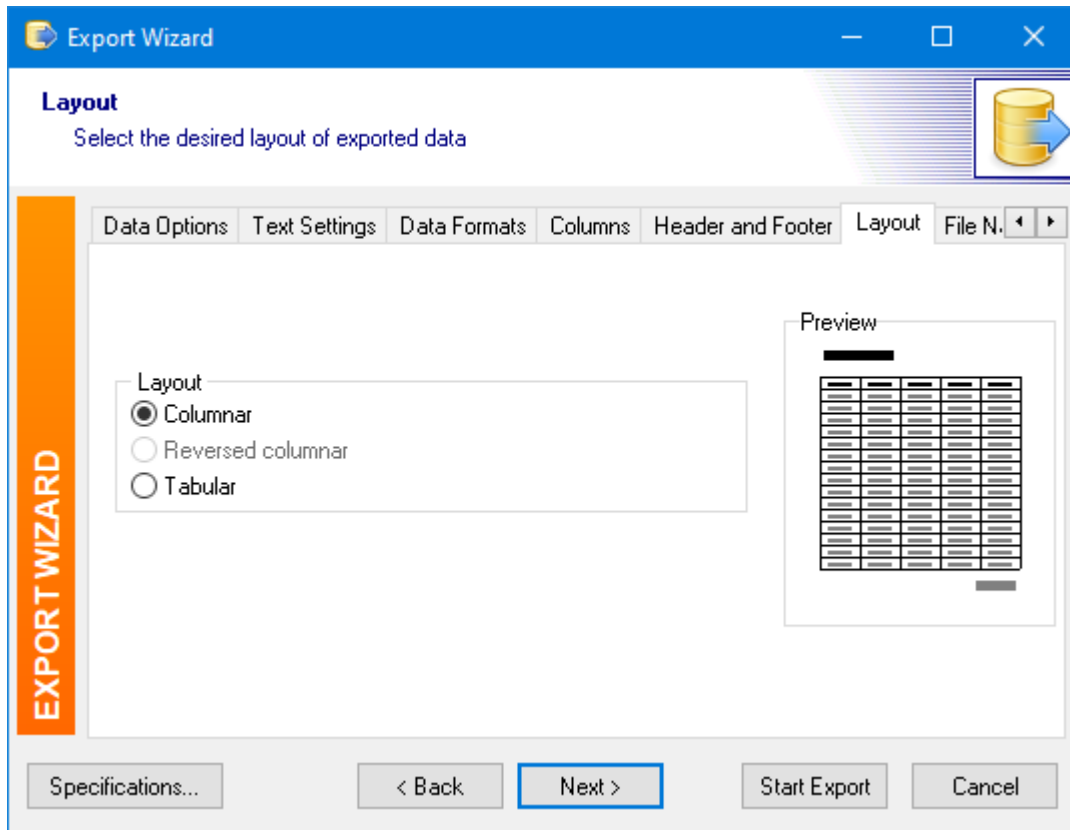 Export Wizard
Layout
Select the desired layout of exported data
Data Options Text Settings Data Formats Columns Header and Footer Layout File N.
Preview
Layout
Columnar
Reversed columnar
Tabular
EXPORT WIZARD
Specifications... < Back Next > Start Export Cancel